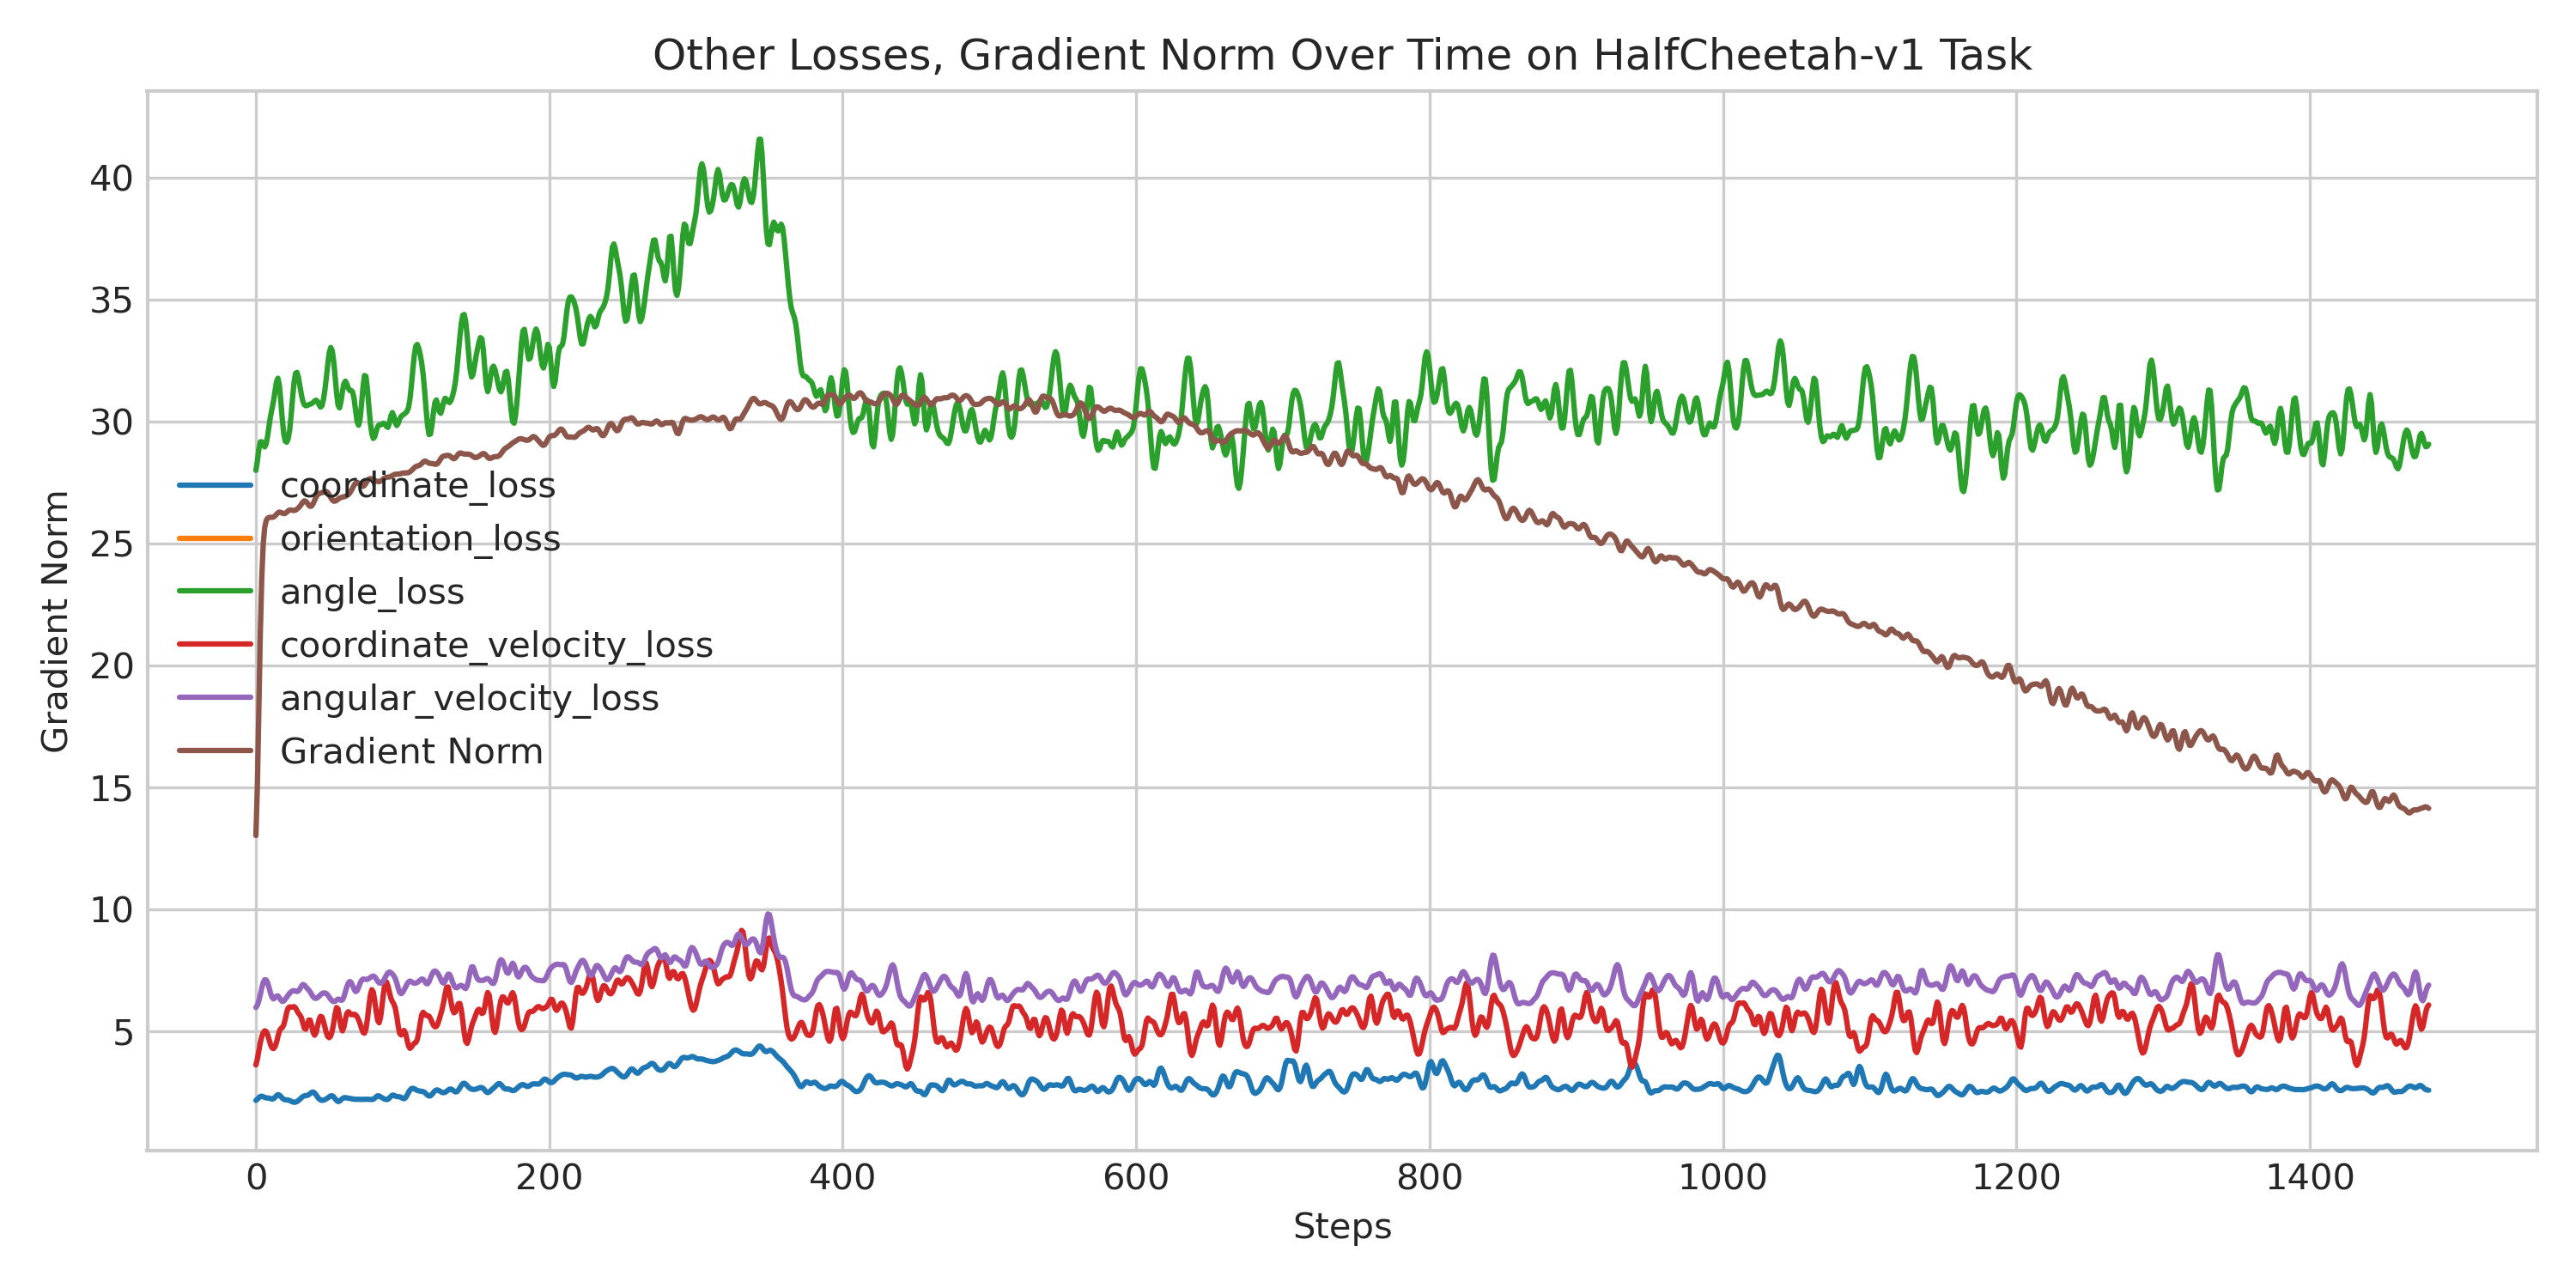 Other Losses, Gradient Norm Over Time on HalfCheetah-v1 Task
Gradient Norm
40
35
30
25
20
15
10
5
coordinate_loss
orientation_loss
angle_loss
coordinate_velocity_loss
angular_velocity_loss
Gradient Norm
0 200 400 600 800 1000 1200 1400
Steps